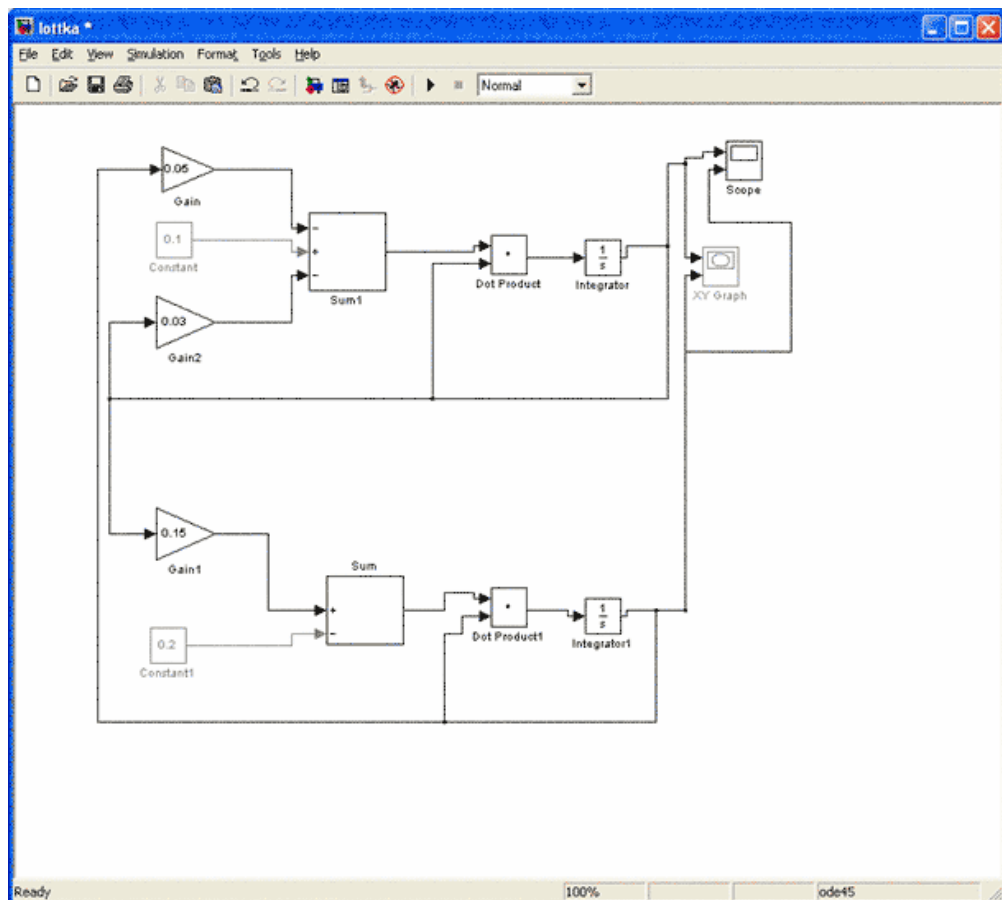 lottka *
File Edit View Simulation Format Tools Help
Normal
0.05
Gain
Scope
0.1
Constant
-
+
-
Sum1
Dot Product
1
s
Integrator
XY Graph
0.03
Gain2
0.15
Gain1
Sum
+
-
Dot Product1
1
s
Integrator1
0.2
Constant1
Ready 100% ode45